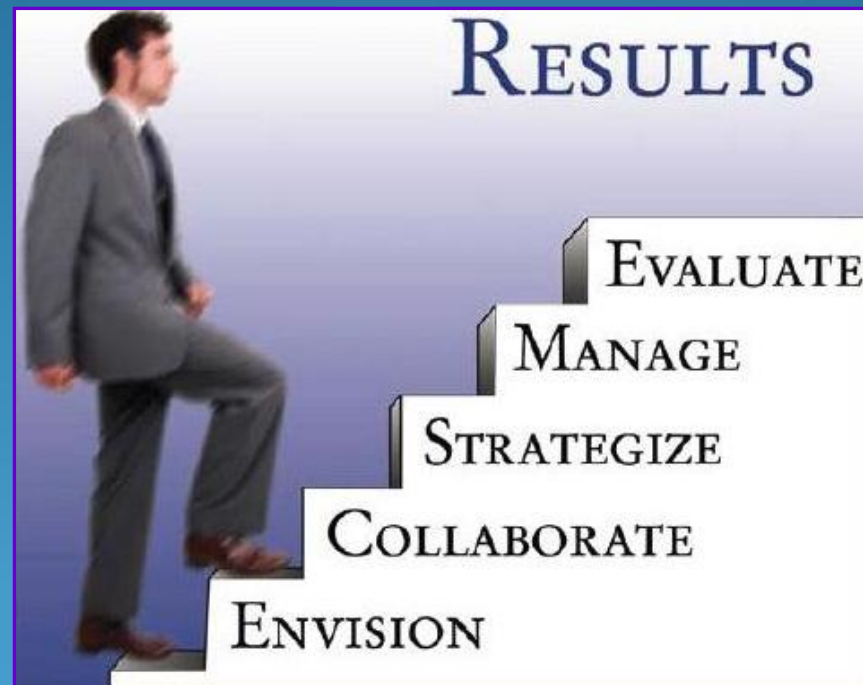 RESULTS
EVALUATE
MANAGE
STRATEGIZE
COLLABORATE
ENVISION